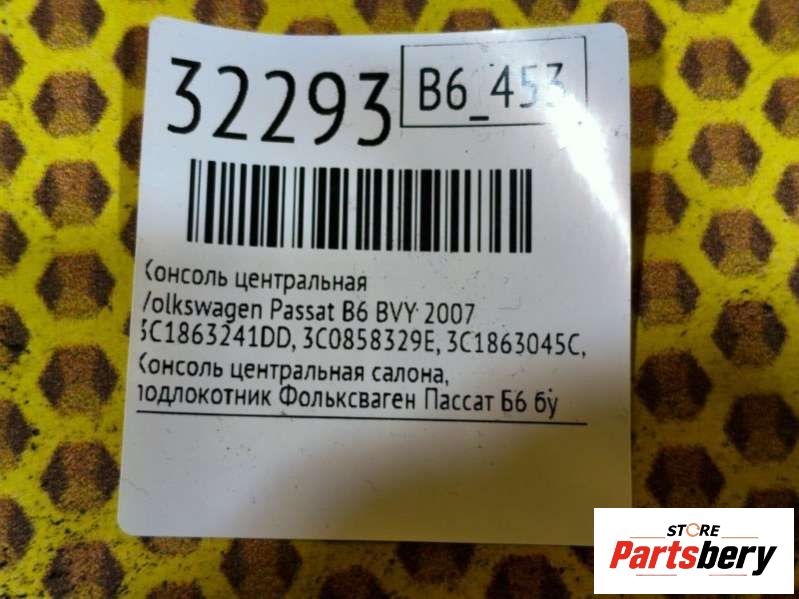 32293
B6_453
Консоль центральная
Volkswagen Passat B6 BVY 2007
3C1863241DD, 3C0858329E, 3C1863045C,
Консоль центральная салона,
подлокотник Фольксваген Пассат Б6 бу
STORE
Partsbery